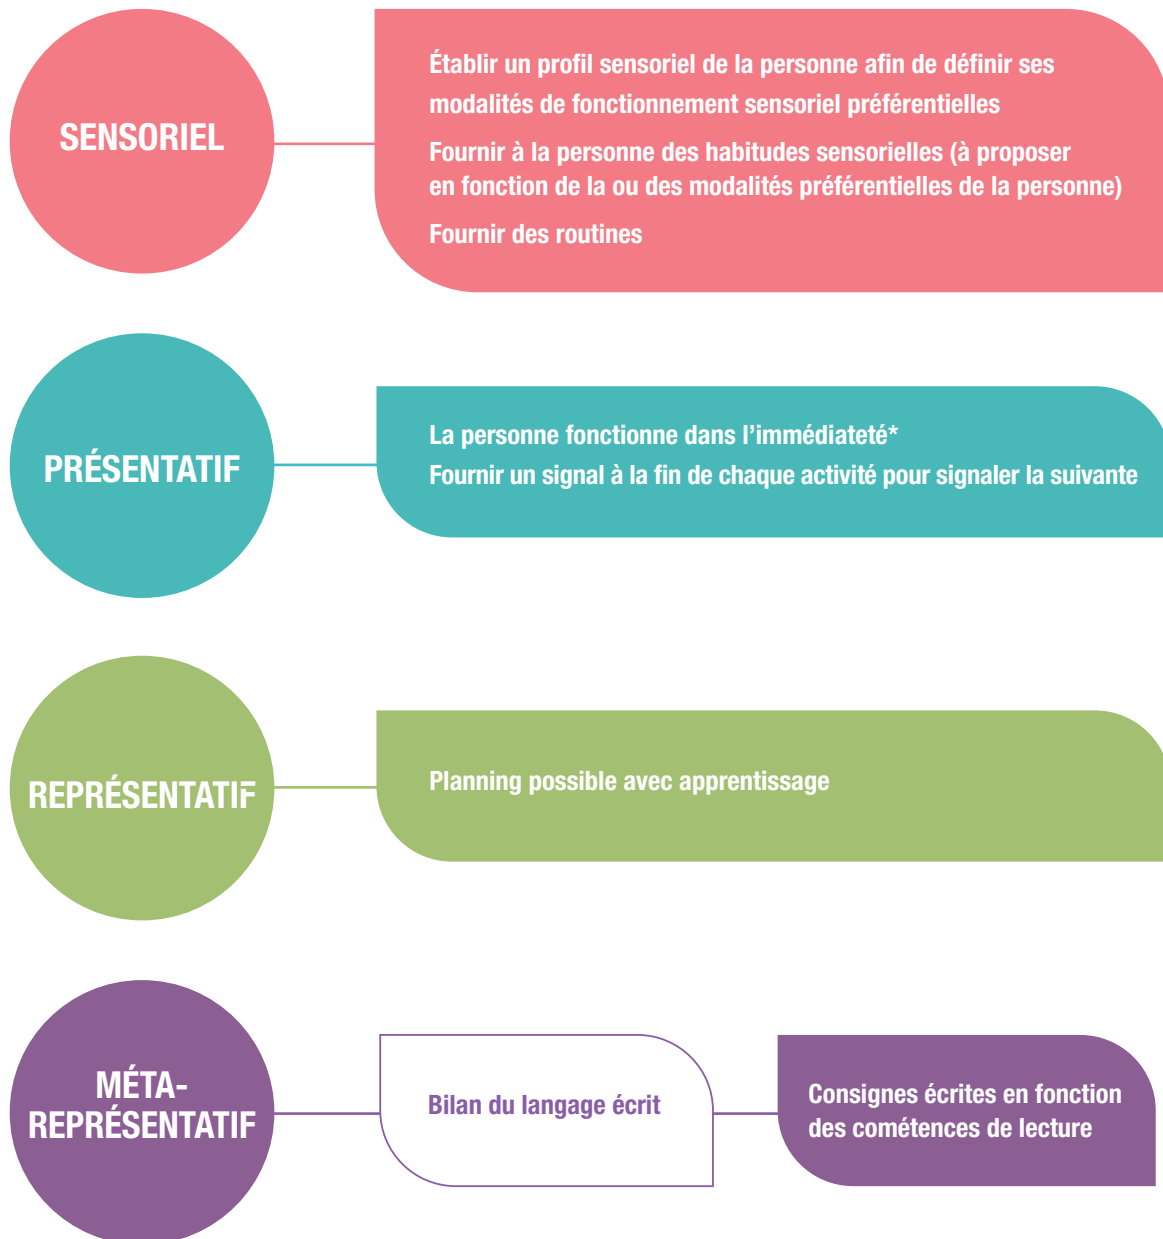 SENSORIEL
Établir un profil sensoriel de la personne afin de définir ses
modalités de fonctionnement sensoriel préférentielles
Fournir à la personne des habitudes sensorielles (à proposer
en fonction de la ou des modalités préférentielles de la personne)
Fournir des routines
PRÉSENTATIF
La personne fonctionne dans l’immédiateté*
Fournir un signal à la fin de chaque activité pour signaler la suivante
REPRÉSENTATIF
Planning possible avec apprentissage
MÉTA-
REPRÉSENTATIF
Bilan du langage écrit
Consignes écrites en fonction
des cométences de lecture